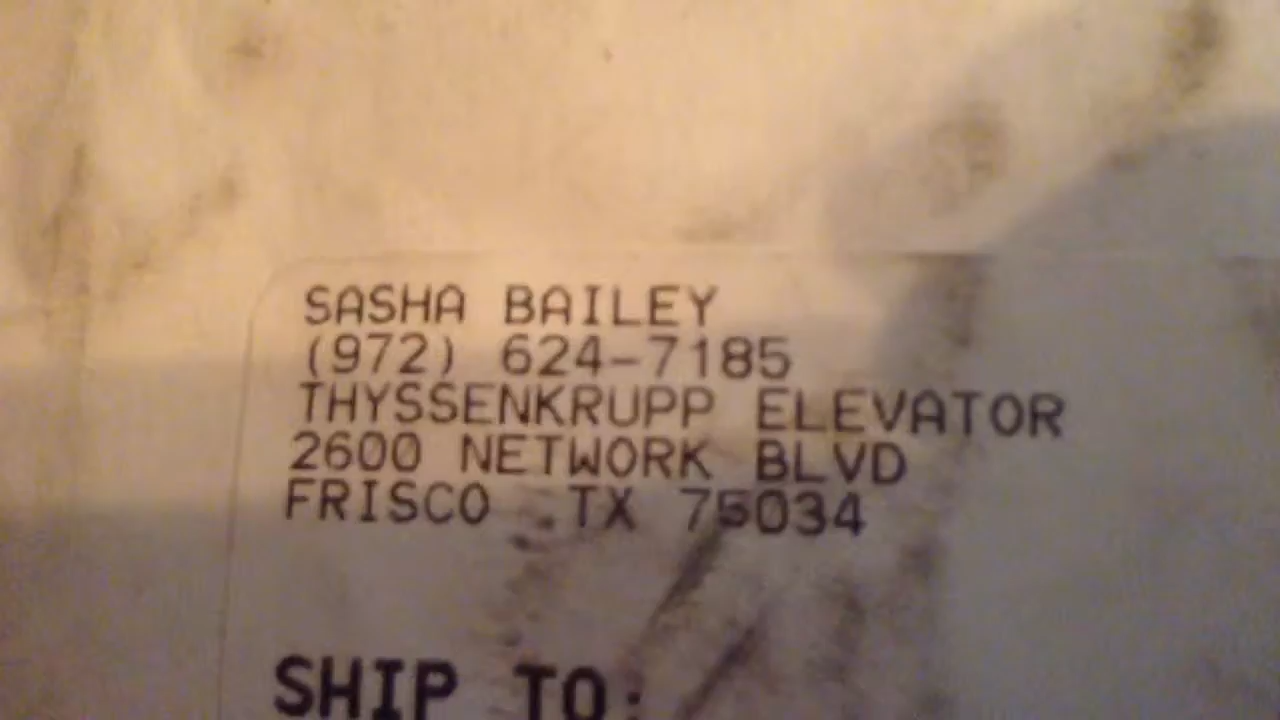 SASHA BAILEY
(972) 624-7185
THYSSENKRUPP ELEVATOR
2600 NETWORK BLVD
FRISCO TX 75034
SHIP TO: